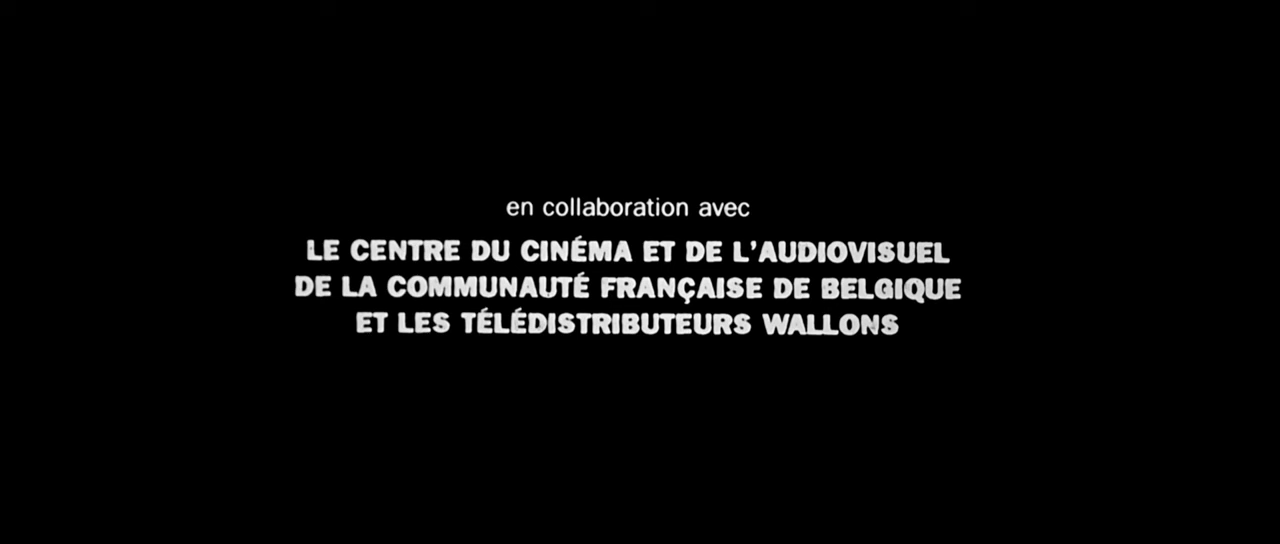 en collaboration avec
LE CENTRE DU CINÉMA ET DE L'AUDIOVISUEL
DE LA COMMUNAUTÉ FRANÇAISE DE BELGIQUE
ET LES TÉLÉDISTRIBUTEURS WALLONS